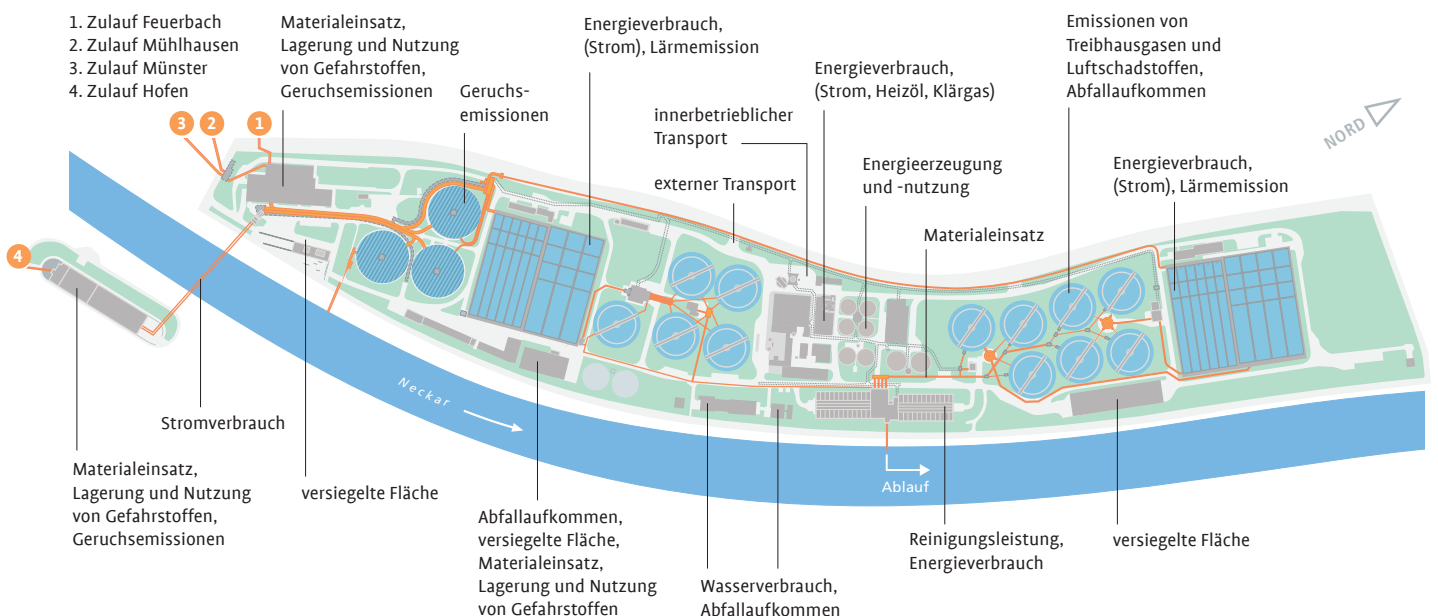 1. Zulauf Feuerbach
2. Zulauf Mühlhausen
3. Zulauf Münster
4. Zulauf Hofen
Materialeinsatz,
Lagerung und Nutzung
von Gefahrstoffen,
Geruchsemissionen
Geruchs-
emissionen
Energieverbrauch,
(Strom), Lärmemission
innerbetrieblicher
Transport
externer Transport
Energieverbrauch,
(Strom, Heizöl, Klärgas)
Energieerzeugung
und -nutzung
Materialeinsatz
Emissionen von
Treibhausgasen und
Luftschadstoffen,
Abfallaufkommen
Energieverbrauch,
(Strom), Lärmemission
NORD
3
2
1
4
Neckar
Ablauf
Stromverbrauch
Materialeinsatz,
Lagerung und Nutzung
von Gefahrstoffen,
Geruchsemissionen
versiegelte Fläche
Abfallaufkommen,
versiegelte Fläche,
Materialeinsatz,
Lagerung und Nutzung
von Gefahrstoffen
Wasserverbrauch,
Abfallaufkommen
Reinigungsleistung,
Energieverbrauch
versiegelte Fläche